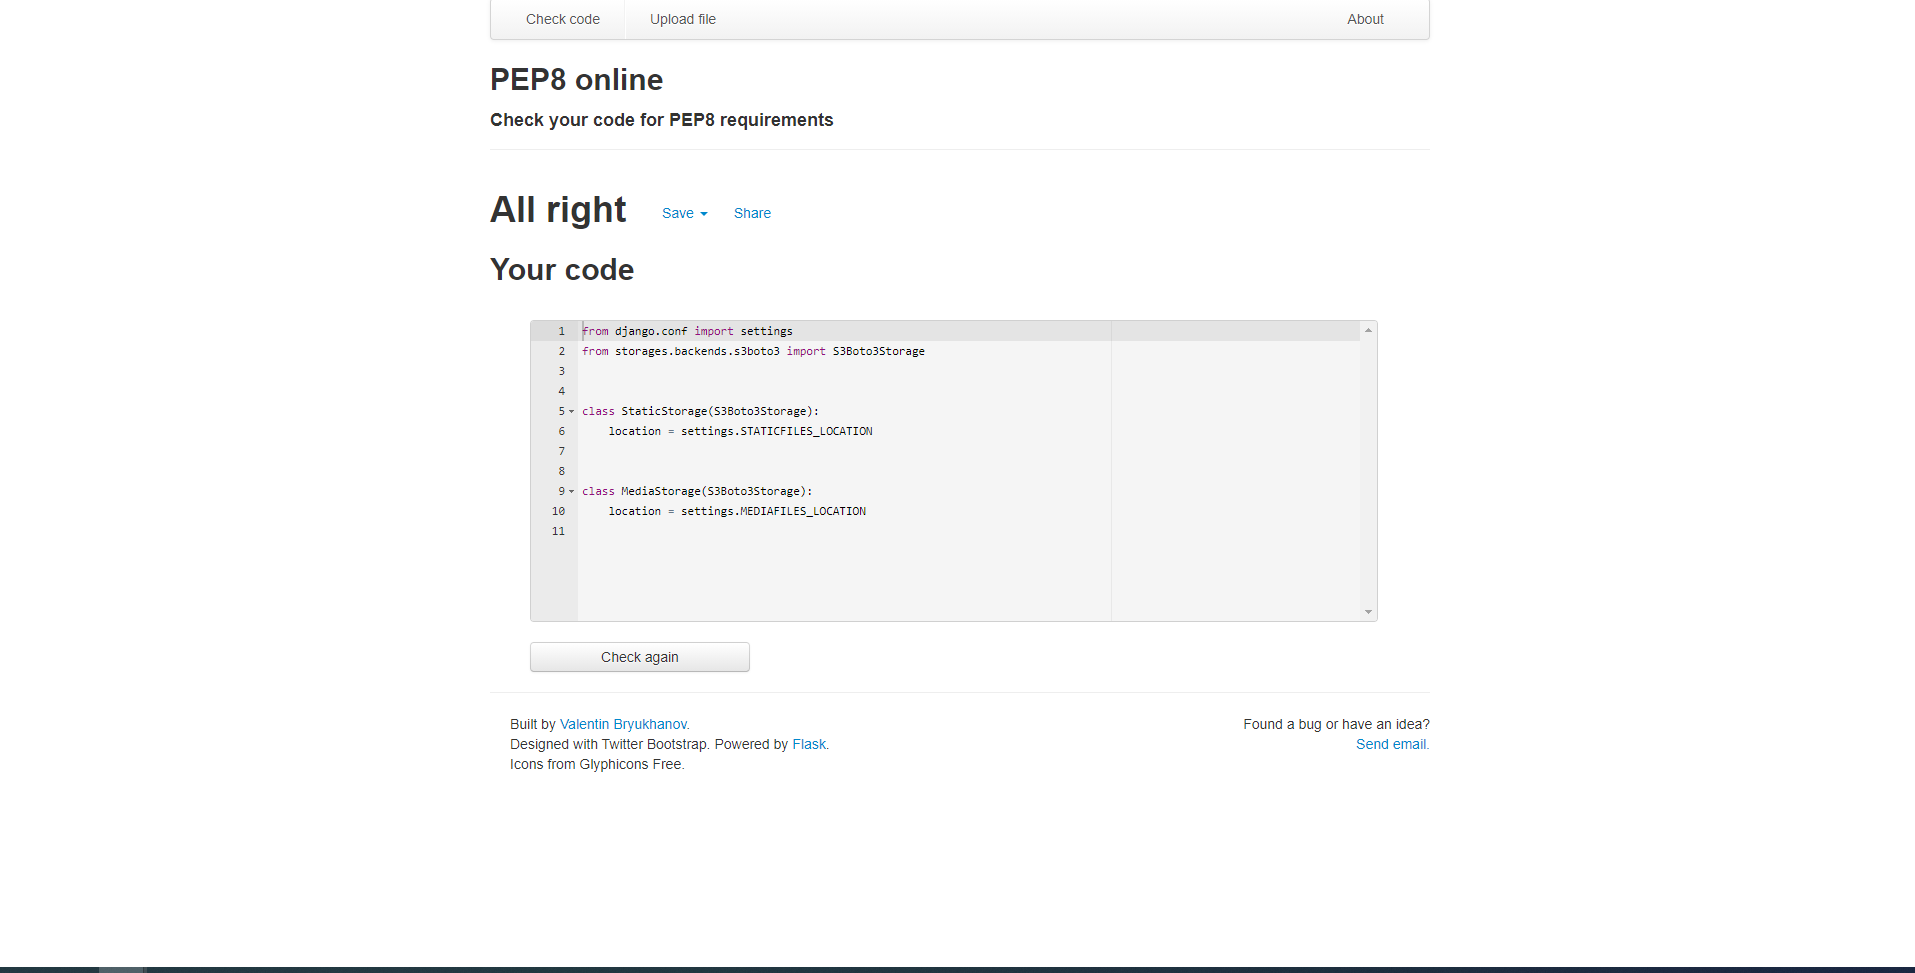 Check code Upload file About
PEP8 online
Check your code for PEP8 requirements
All right Save Share
Your code
1 from django.conf import settings
2 from storages.backends.s3boto3 import S3Boto3Storage
3
4
5 class StaticStorage(S3Boto3Storage):
6     location = settings.STATICFILES_LOCATION
7
8
9 class MediaStorage(S3Boto3Storage):
10     location = settings.MEDIAFILES_LOCATION
11
Check again
Built by Valentin Bryukhanov. Found a bug or have an idea?
Designed with Twitter Bootstrap. Powered by Flask. Send email.
Icons from Glyphicons Free.